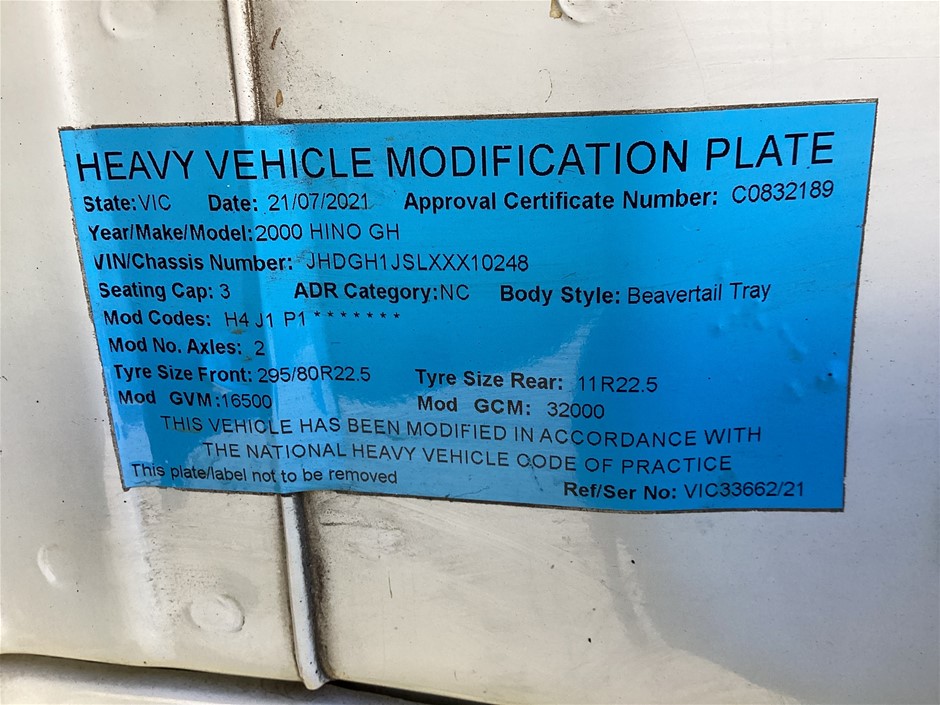 HEAVY VEHICLE MODIFICATION PLATE
State: VIC Date: 21/07/2021 Approval Certificate Number: C0832189
Year/Make/Model: 2000 HINO GH
VIN/Chassis Number: JHDGH1JSLXXX10248
Seating Cap: 3 ADR Category: NC Body Style: Beavertail Tray
Mod Codes: H4 J1 P1 * * * * * * *
Mod No. Axles: 2
Tyre Size Front: 295/80R22.5 Tyre Size Rear: 11R22.5
Mod GVM: 16500 Mod GCM: 32000
THIS VEHICLE HAS BEEN MODIFIED IN ACCORDANCE WITH
THE NATIONAL HEAVY VEHICLE CODE OF PRACTICE
This plate/label not to be removed
Ref/Ser No: VIC33662/21